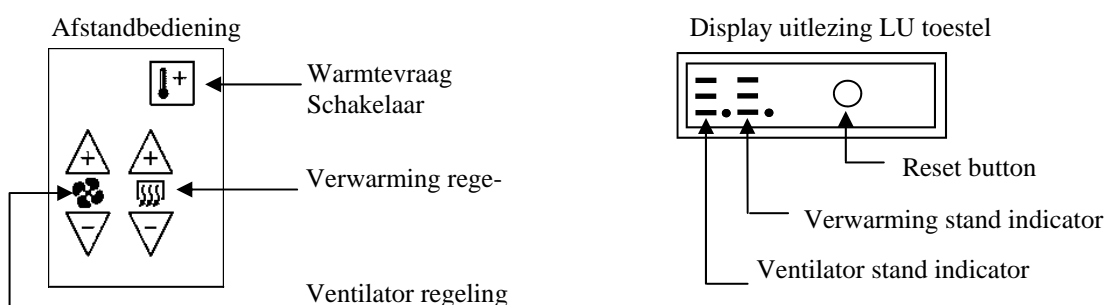 Afstandbediening
Warmtevraag
Schakelaar
Verwarming rege-
Ventilator regeling
Display uitlezing LU toestel
Reset button
Verwarming stand indicator
Ventilator stand indicator